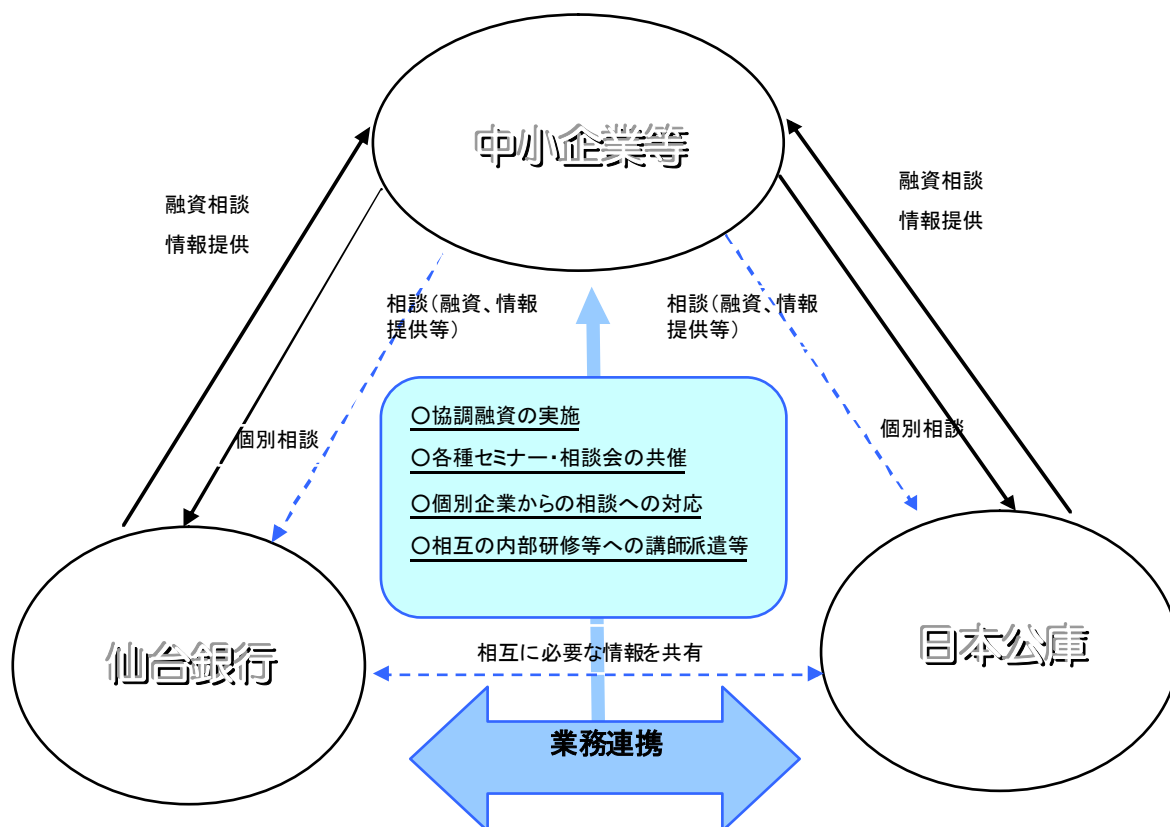 中小企業等
融資相談
情報提供
融資相談
情報提供
相談(融資、情報
提供等)
相談(融資、情報
提供等)
個別相談
個別相談
○協調融資の実施
○各種セミナー・相談会の共催
○個別企業からの相談への対応
○相互の内部研修等への講師派遣等
仙台銀行
相互に必要な情報を共有
日本公庫
業務連携